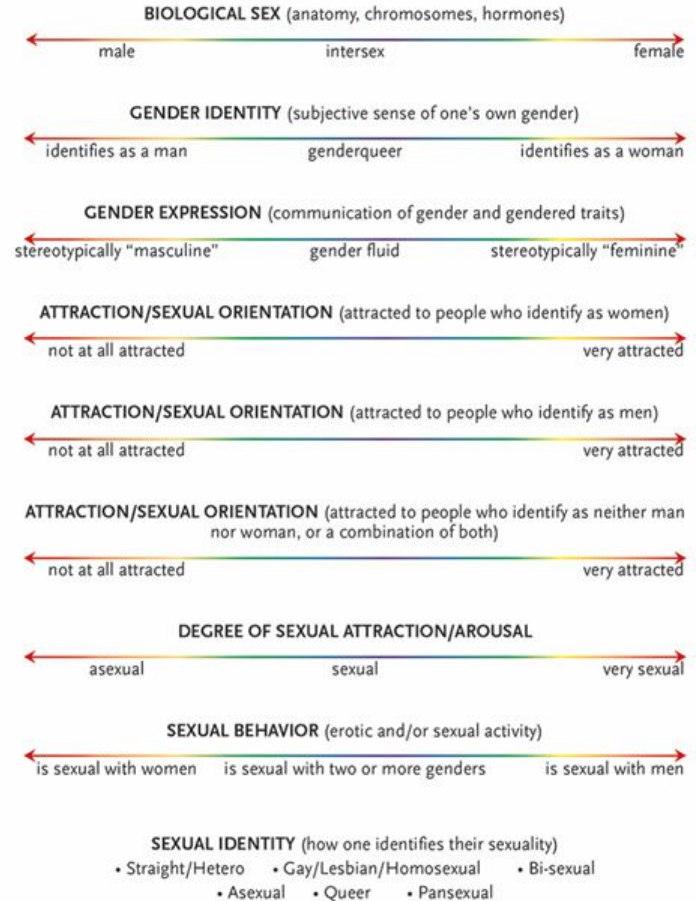 BIOLOGICAL SEX (anatomy, chromosomes, hormones)
male intersex female
GENDER IDENTITY (subjective sense of one's own gender)
identifies as a man genderqueer identifies as a woman
GENDER EXPRESSION (communication of gender and gendered traits)
stereotypically “masculine” gender fluid stereotypically “feminine”
ATTRACTION/SEXUAL ORIENTATION (attracted to people who identify as women)
not at all attracted very attracted
ATTRACTION/SEXUAL ORIENTATION (attracted to people who identify as men)
not at all attracted very attracted
ATTRACTION/SEXUAL ORIENTATION (attracted to people who identify as neither man
nor woman, or a combination of both)
not at all attracted very attracted
DEGREE OF SEXUAL ATTRACTION/AROUSAL
asexual sexual very sexual
SEXUAL BEHAVIOR (erotic and/or sexual activity)
is sexual with women is sexual with two or more genders is sexual with men
SEXUAL IDENTITY (how one identifies their sexuality)
• Straight/Hetero • Gay/Lesbian/Homosexual • Bi-sexual
• Asexual • Queer • Pansexual